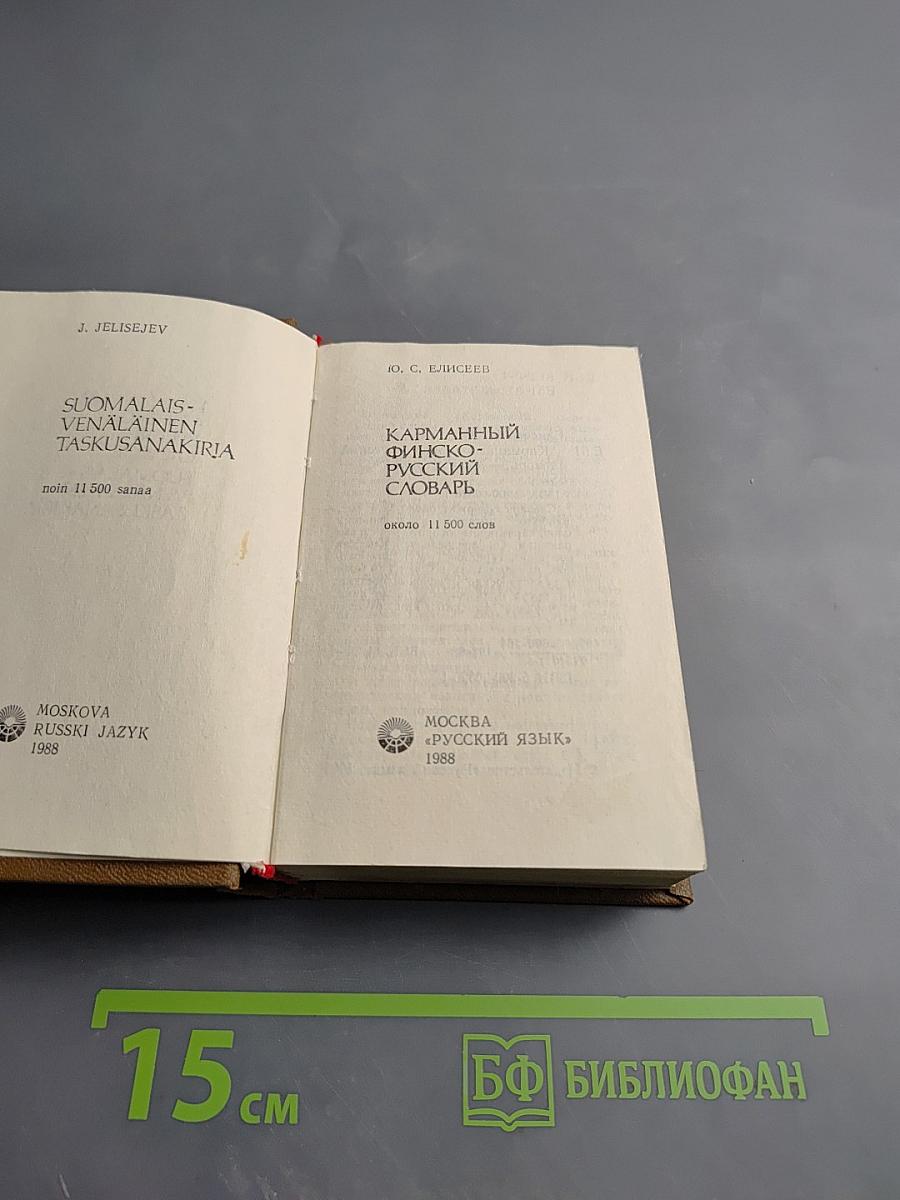 J. JELISEJEV
SUOMALAIS-
VENÄLÄINEN
TASKUSANAKIRJA
noin 11 500 sanaa
MOSKOVA
RUSSKI JAZYK
1988
Ю. С. ЕЛИСЕЕВ
КАРМАННЫЙ
ФИНСКО-
РУССКИЙ
СЛОВАРЬ
около 11 500 слов
МОСКВА
«РУССКИЙ ЯЗЫК»
1988
15 см
БФ БИБЛИОФАН